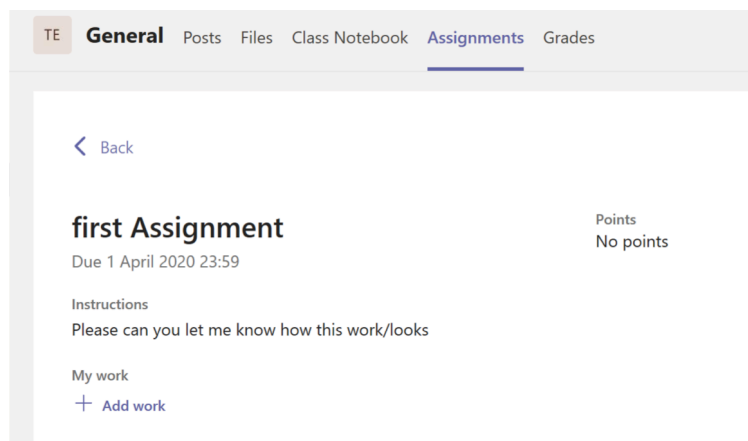 TE General Posts Files Class Notebook Assignments Grades
Back
first Assignment
Due 1 April 2020 23:59
Points
No points
Instructions
Please can you let me know how this work/looks
My work
Add work